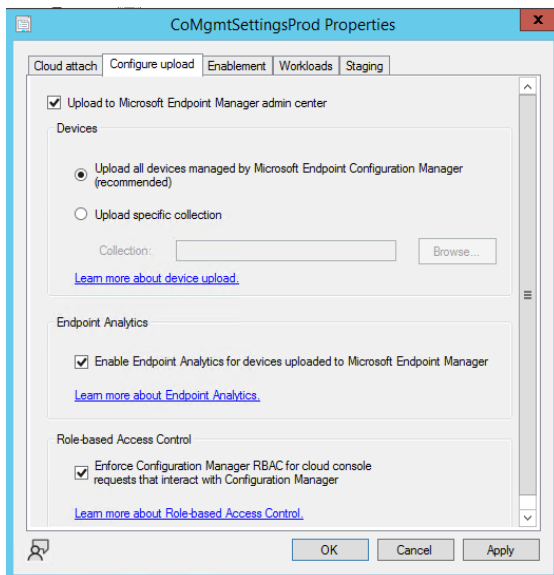 CoMgmtSettingsProd Properties
x
Cloud attach Configure upload Enablement Workloads Staging
Upload to Microsoft Endpoint Manager admin center
Devices
Upload all devices managed by Microsoft Endpoint Configuration Manager
(recommended)
Upload specific collection
Collection:
Browse...
Learn more about device upload.
Endpoint Analytics
Enable Endpoint Analytics for devices uploaded to Microsoft Endpoint Manager
Learn more about Endpoint Analytics.
Role-based Access Control
Enforce Configuration Manager RBAC for cloud console
requests that interact with Configuration Manager
Learn more about Role-based Access Control.
OK Cancel Apply